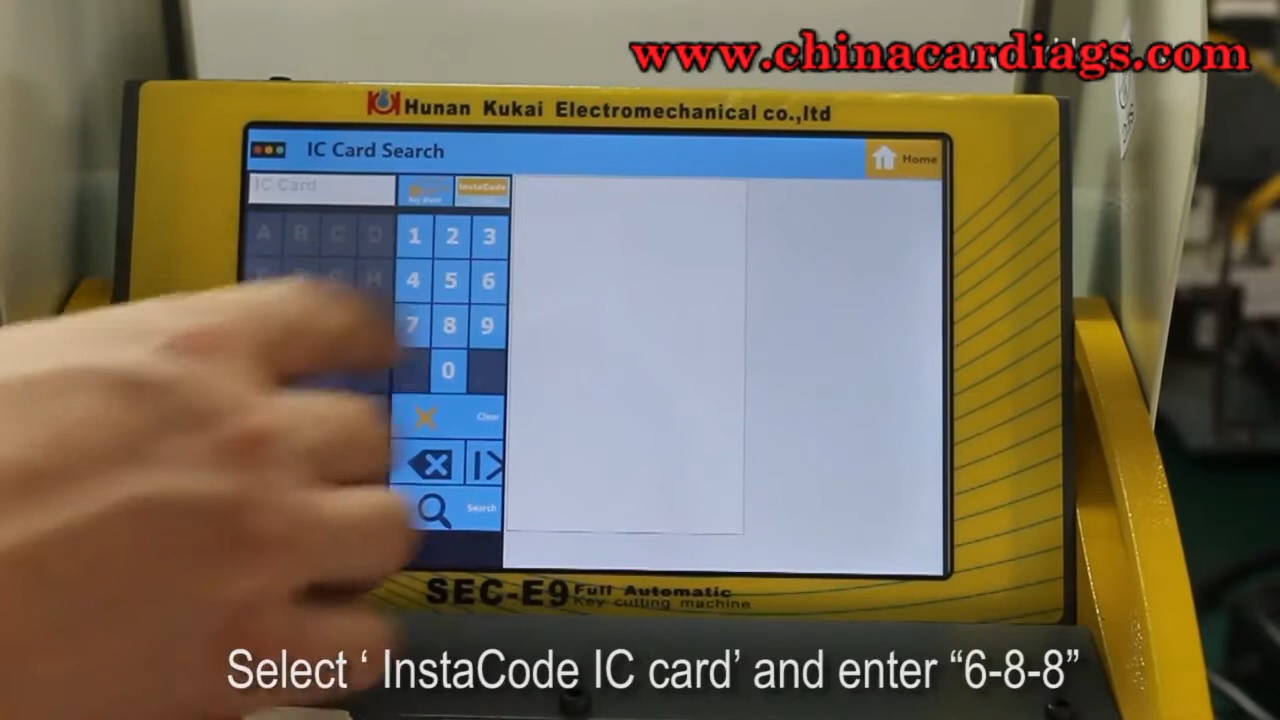 www.chinacardiags.com
Hunan Kukai Electromechanical co.,ltd
IC Card Search
Home
IC Card
InstaCode
A B C D 1 2 3
H 4 5 6
7 8 9
0
Clear
Search
SEC-E9 Full Automatic
Key cutting machine
Select ‘ InstaCode IC card’ and enter “6-8-8”